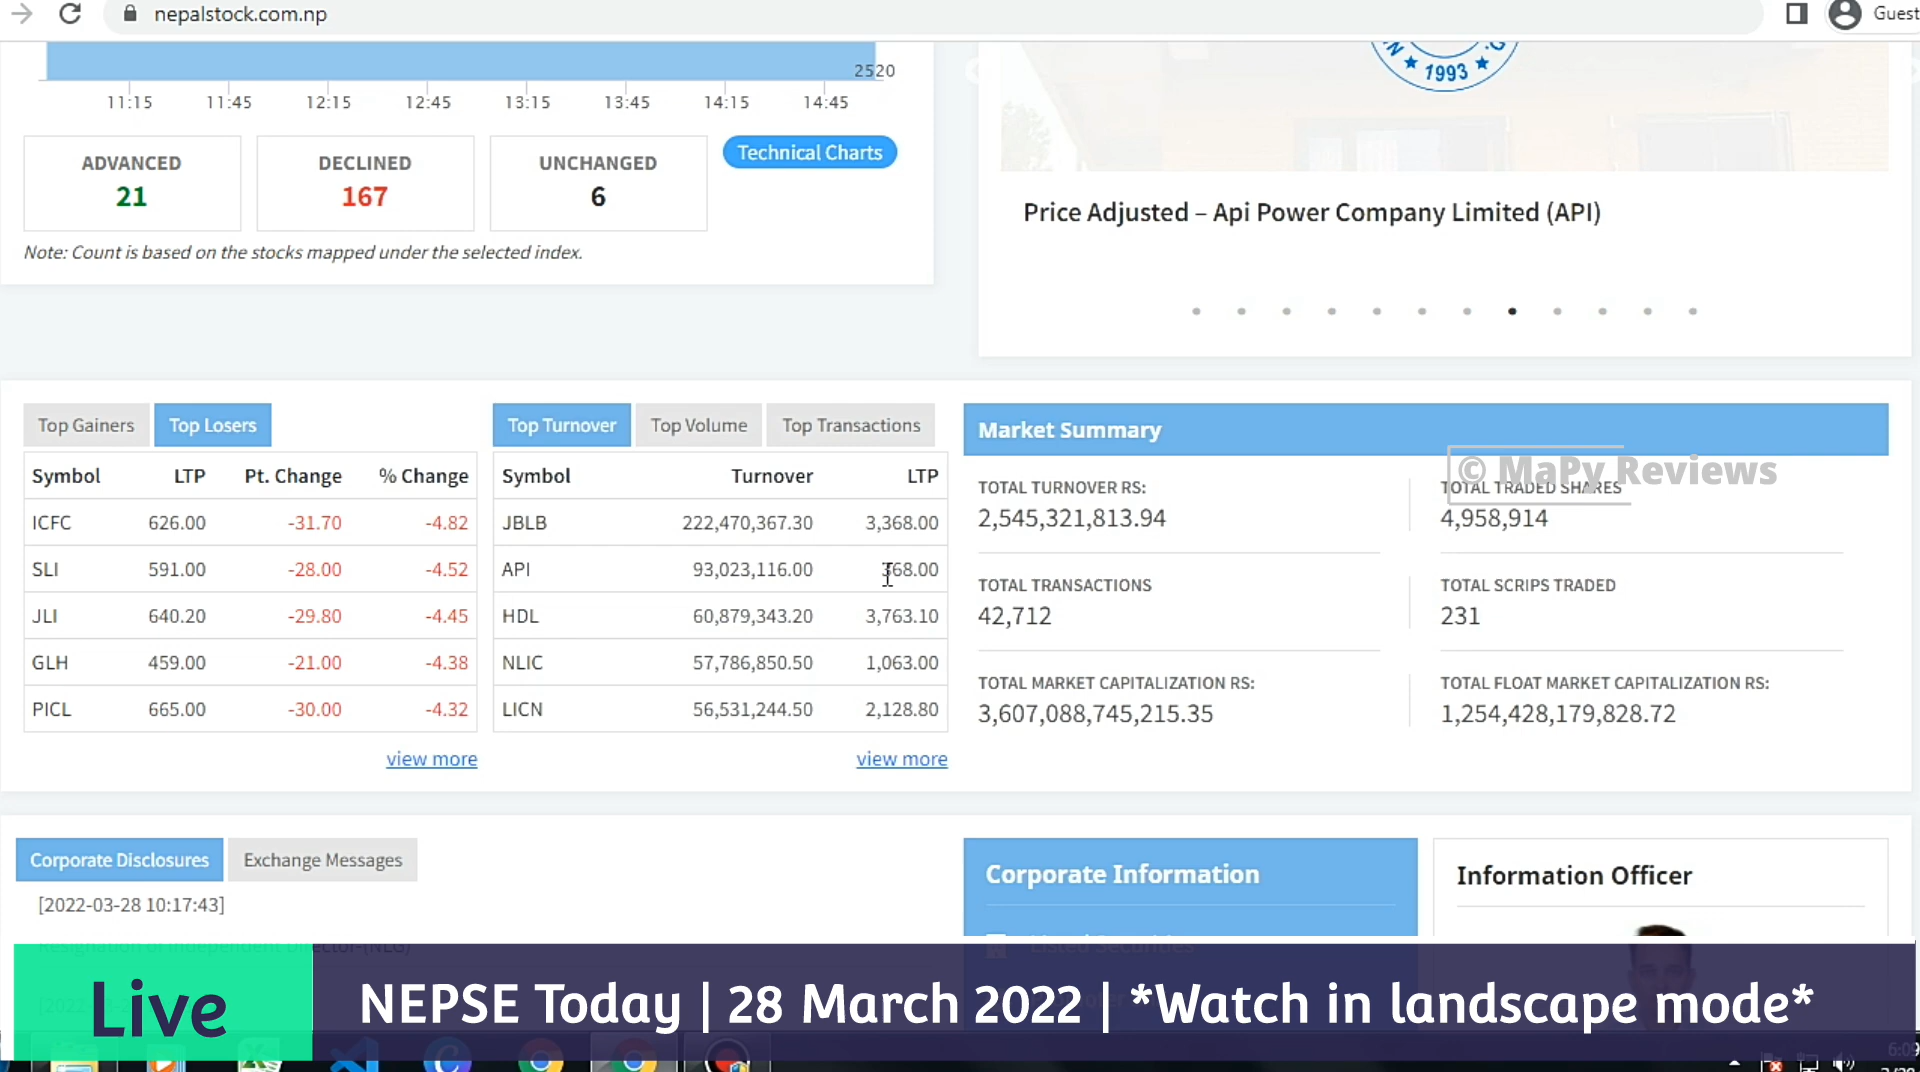 nepalstock.com.np
Guest
2520
11:15 11:45 12:15 12:45 13:15 13:45 14:15 14:45
ADVANCED
21
DECLINED
167
UNCHANGED
6
Technical Charts
Note: Count is based on the stocks mapped under the selected index.
1993
Price Adjusted – Api Power Company Limited (API)
Top Gainers Top Losers
Symbol LTP Pt. Change % Change
ICFC 626.00 -31.70 -4.82
SLI 591.00 -28.00 -4.52
JLI 640.20 -29.80 -4.45
GLH 459.00 -21.00 -4.38
PICL 665.00 -30.00 -4.32
view more
Top Turnover Top Volume Top Transactions
Symbol Turnover LTP
JBLB 222,470,367.30 3,368.00
API 93,023,116.00 368.00
HDL 60,879,343.20 3,763.10
NLIC 57,786,850.50 1,063.00
LICN 56,531,244.50 2,128.80
view more
Market Summary
© MaPy Reviews
TOTAL TURNOVER RS:
2,545,321,813.94
TOTAL TRADED SHARES
4,958,914
TOTAL TRANSACTIONS
42,712
TOTAL SCRIPS TRADED
231
TOTAL MARKET CAPITALIZATION RS:
3,607,088,745,215.35
TOTAL FLOAT MARKET CAPITALIZATION RS:
1,254,428,179,828.72
Corporate Disclosures Exchange Messages
[2022-03-28 10:17:43]
Corporate Information
Listed Securities
Information Officer
Live
NEPSE Today | 28 March 2022 | *Watch in landscape mode*